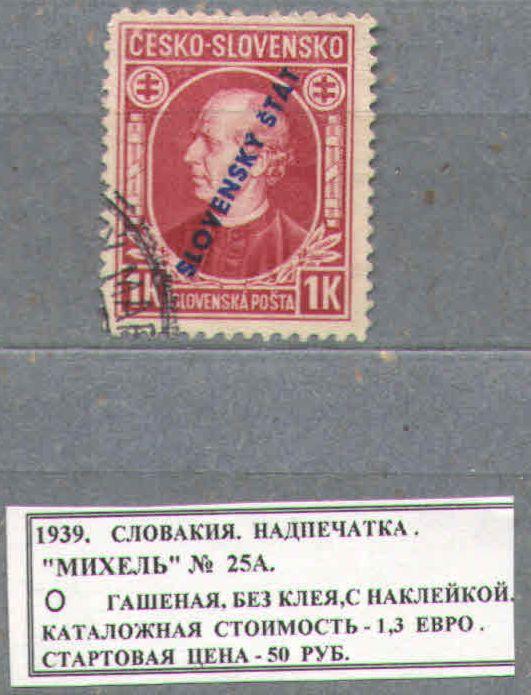 ČESKO-SLOVENSKO
SLOVENSKÝ ŠTÁT
1K SLOVENSKÁ POŠTA 1K
1939. СЛОВАКИЯ. НАДПЕЧАТКА.
"МИХЕЛЬ" № 25А.
О ГАШЕНАЯ, БЕЗ КЛЕЯ,С НАКЛЕЙКОЙ.
КАТАЛОЖНАЯ СТОИМОСТЬ - 1,3 ЕВРО.
СТАРТОВАЯ ЦЕНА - 50 РУБ.